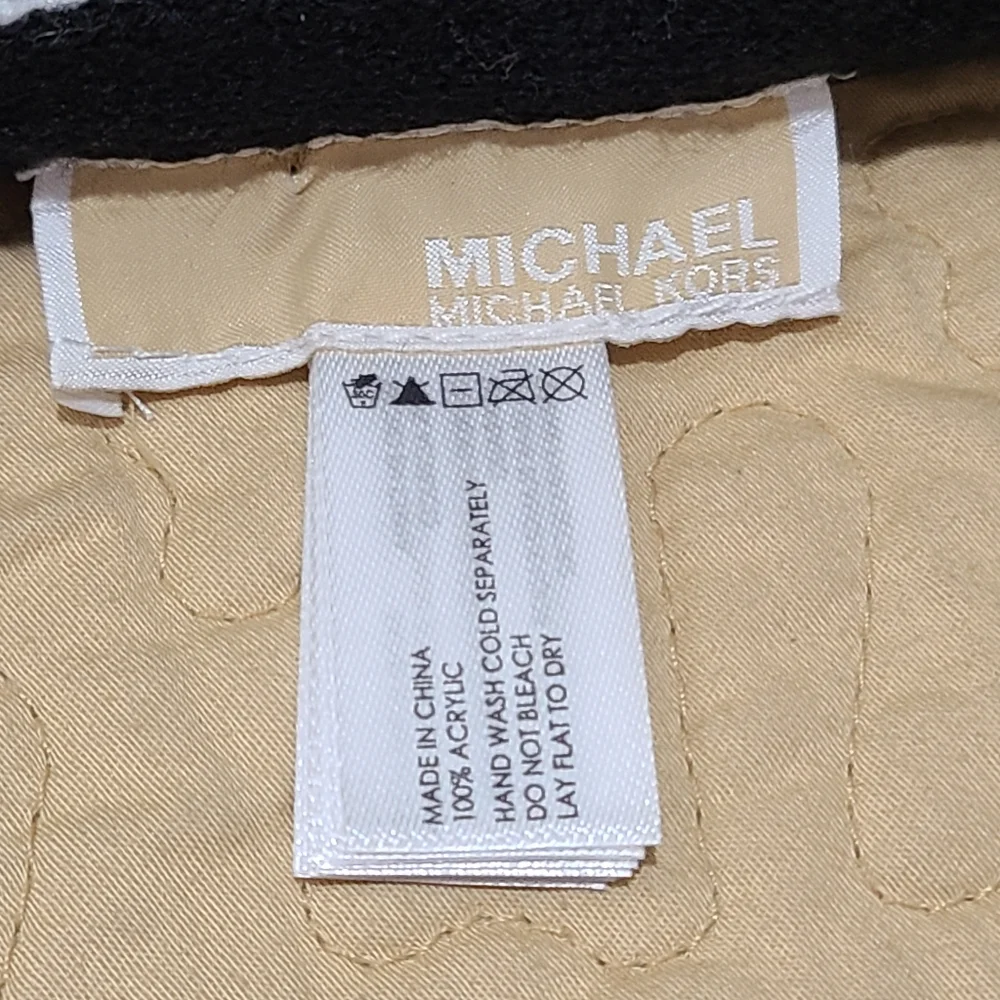 MICHAEL
MICHAEL KORS
MADE IN CHINA
100% ACRYLIC
HAND WASH COLD SEPARATELY
DO NOT BLEACH
LAY FLAT TO DRY